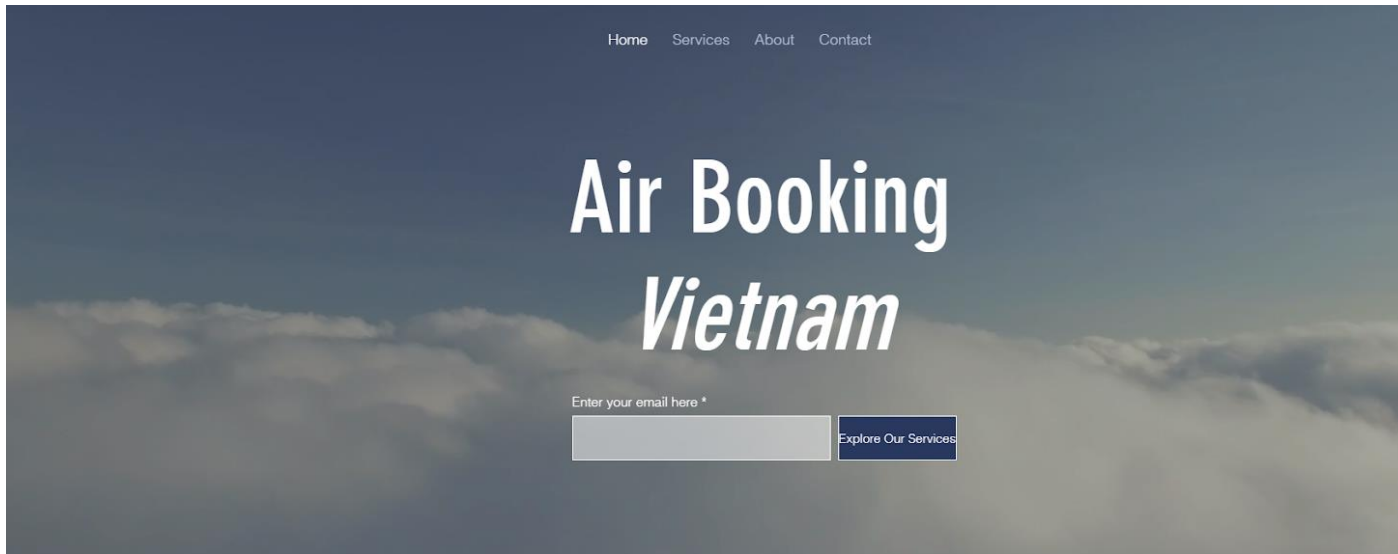 Home Services About Contact
Air Booking
Vietnam
Enter your email here *
Explore Our Services